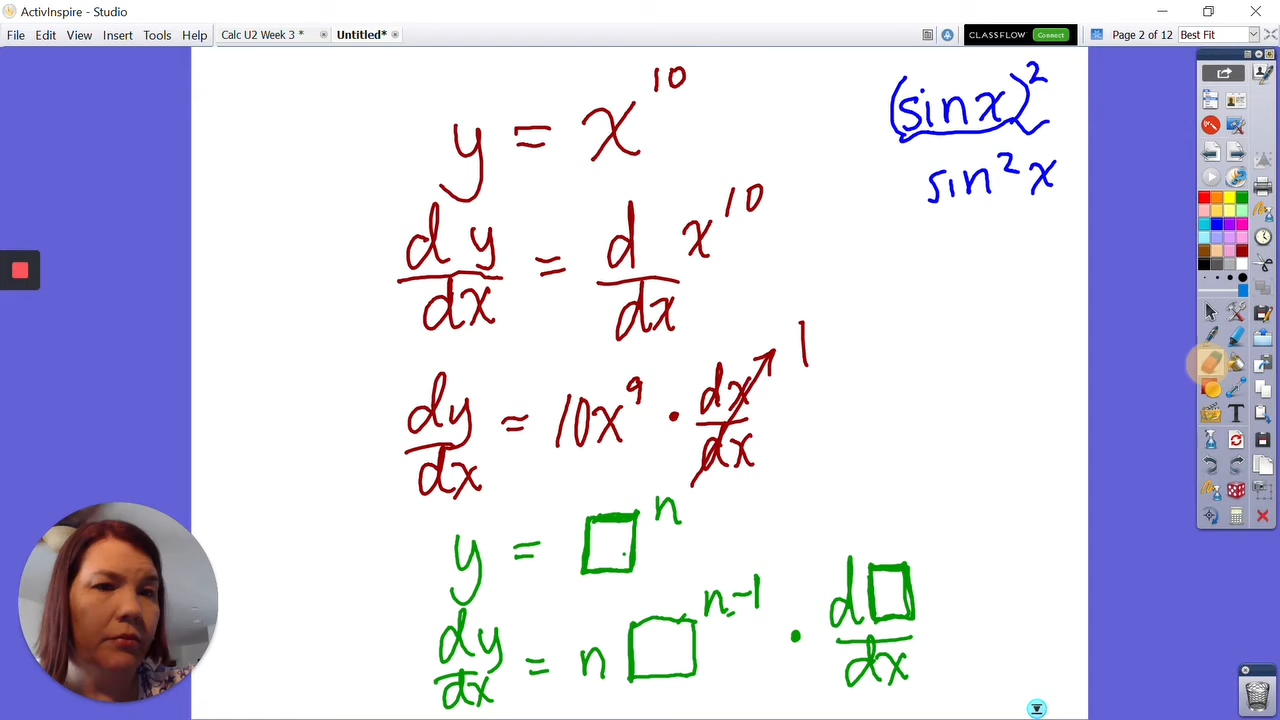 ActivInspire - Studio
File Edit View Insert Tools Help
Calc U2 Week 3 * Untitled*
CLASSFLOW Connect
Page 2 of 12 Best Fit
y = x^10
(sin x)^2
sin^2 x
dy/dx = d/dx x^10
dy/dx = 10x^9 · dx/dx 1
y = □^n
dy/dx = n □^(n-1) · d□/dx